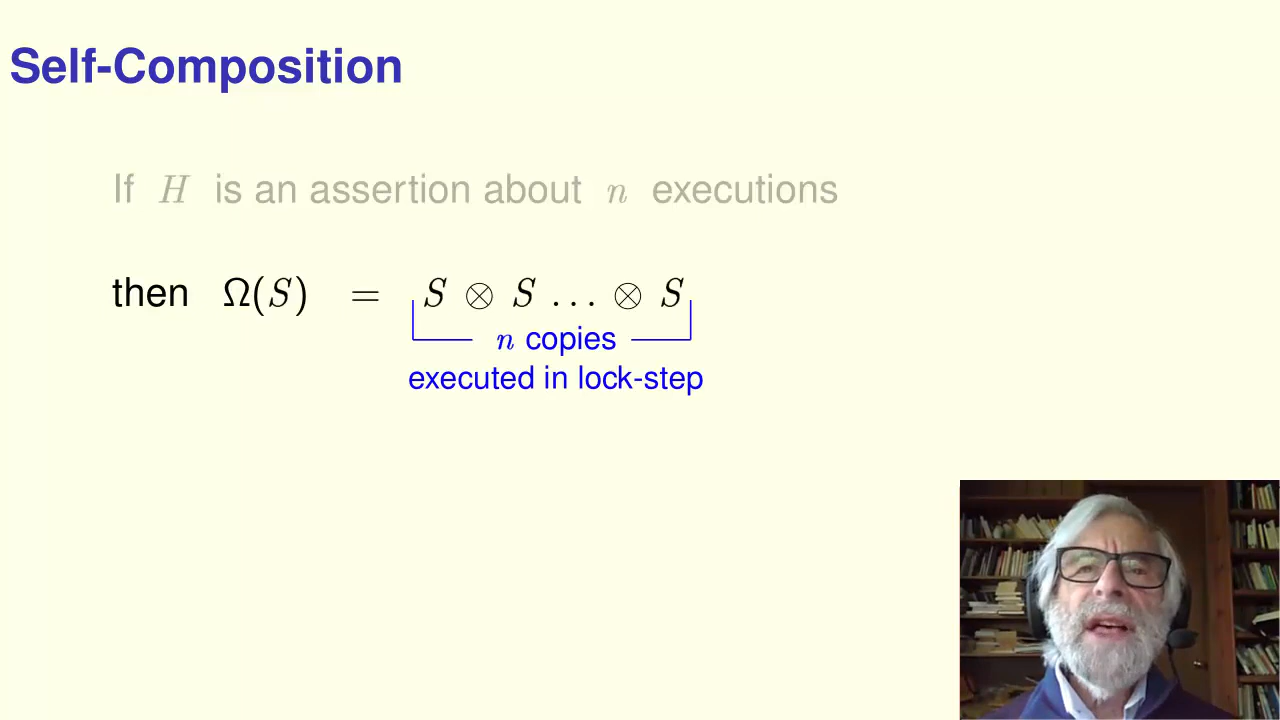 Self-Composition
If H is an assertion about n executions
then Ω(S) = S ⊗ S ... ⊗ S
n copies
executed in lock-step